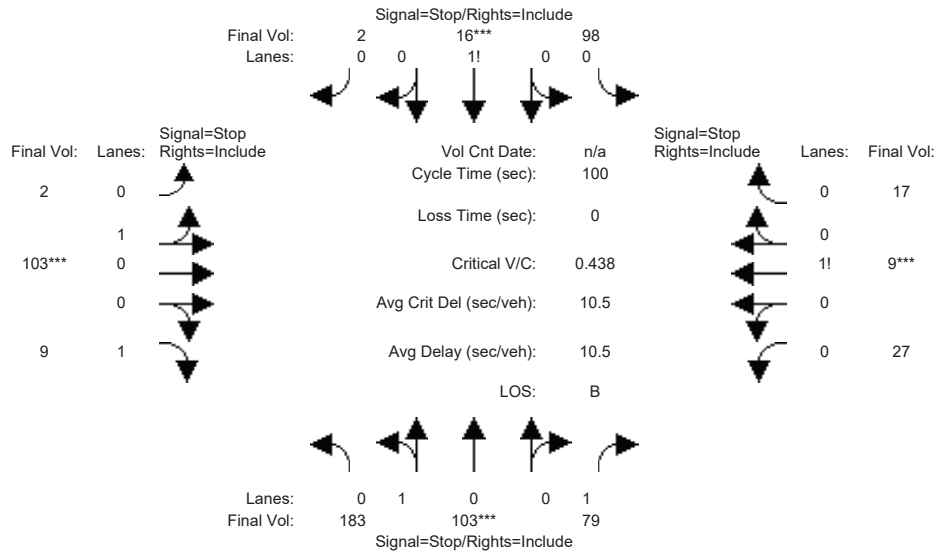 Signal=Stop/Rights=Include
Final Vol: 2 16*** 98
Lanes: 0 0 1! 0 0
Signal=Stop
Final Vol: Lanes: Rights=Include
Vol Cnt Date: n/a
Signal=Stop
Rights=Include Lanes: Final Vol:
Cycle Time (sec): 100
2 0
0 17
Loss Time (sec): 0
1
0
103*** 0
Critical V/C: 0.438
1! 9***
0
Avg Crit Del (sec/veh): 10.5
0
9 1
Avg Delay (sec/veh): 10.5
0 27
LOS: B
Lanes: 0 1 0 0 1
Final Vol: 183 103*** 79
Signal=Stop/Rights=Include